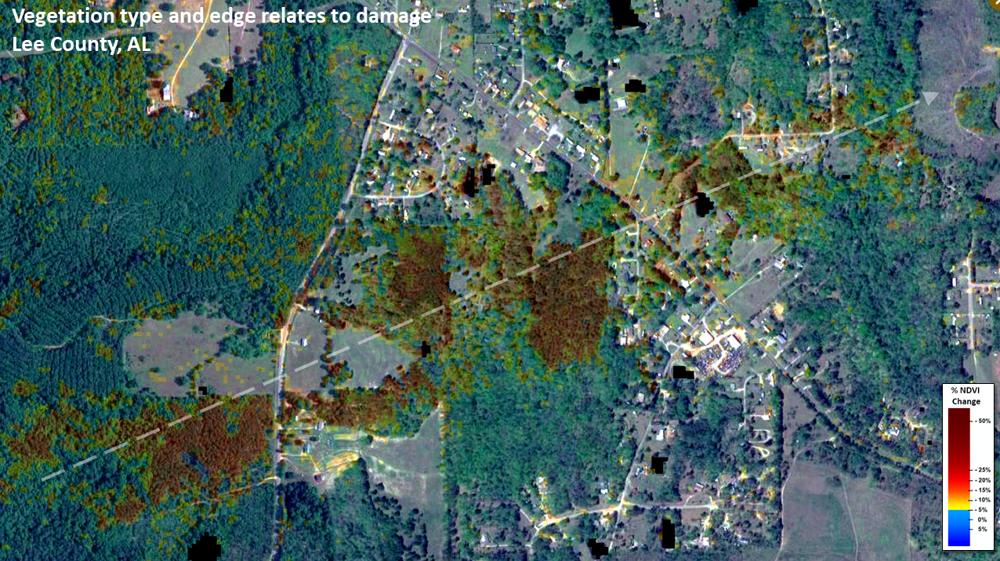 Vegetation type and edge relates to damage
Lee County, AL
% NDVI
Change
- 50%
- 25%
- 20%
- 15%
- 10%
- 5%
0%
5%